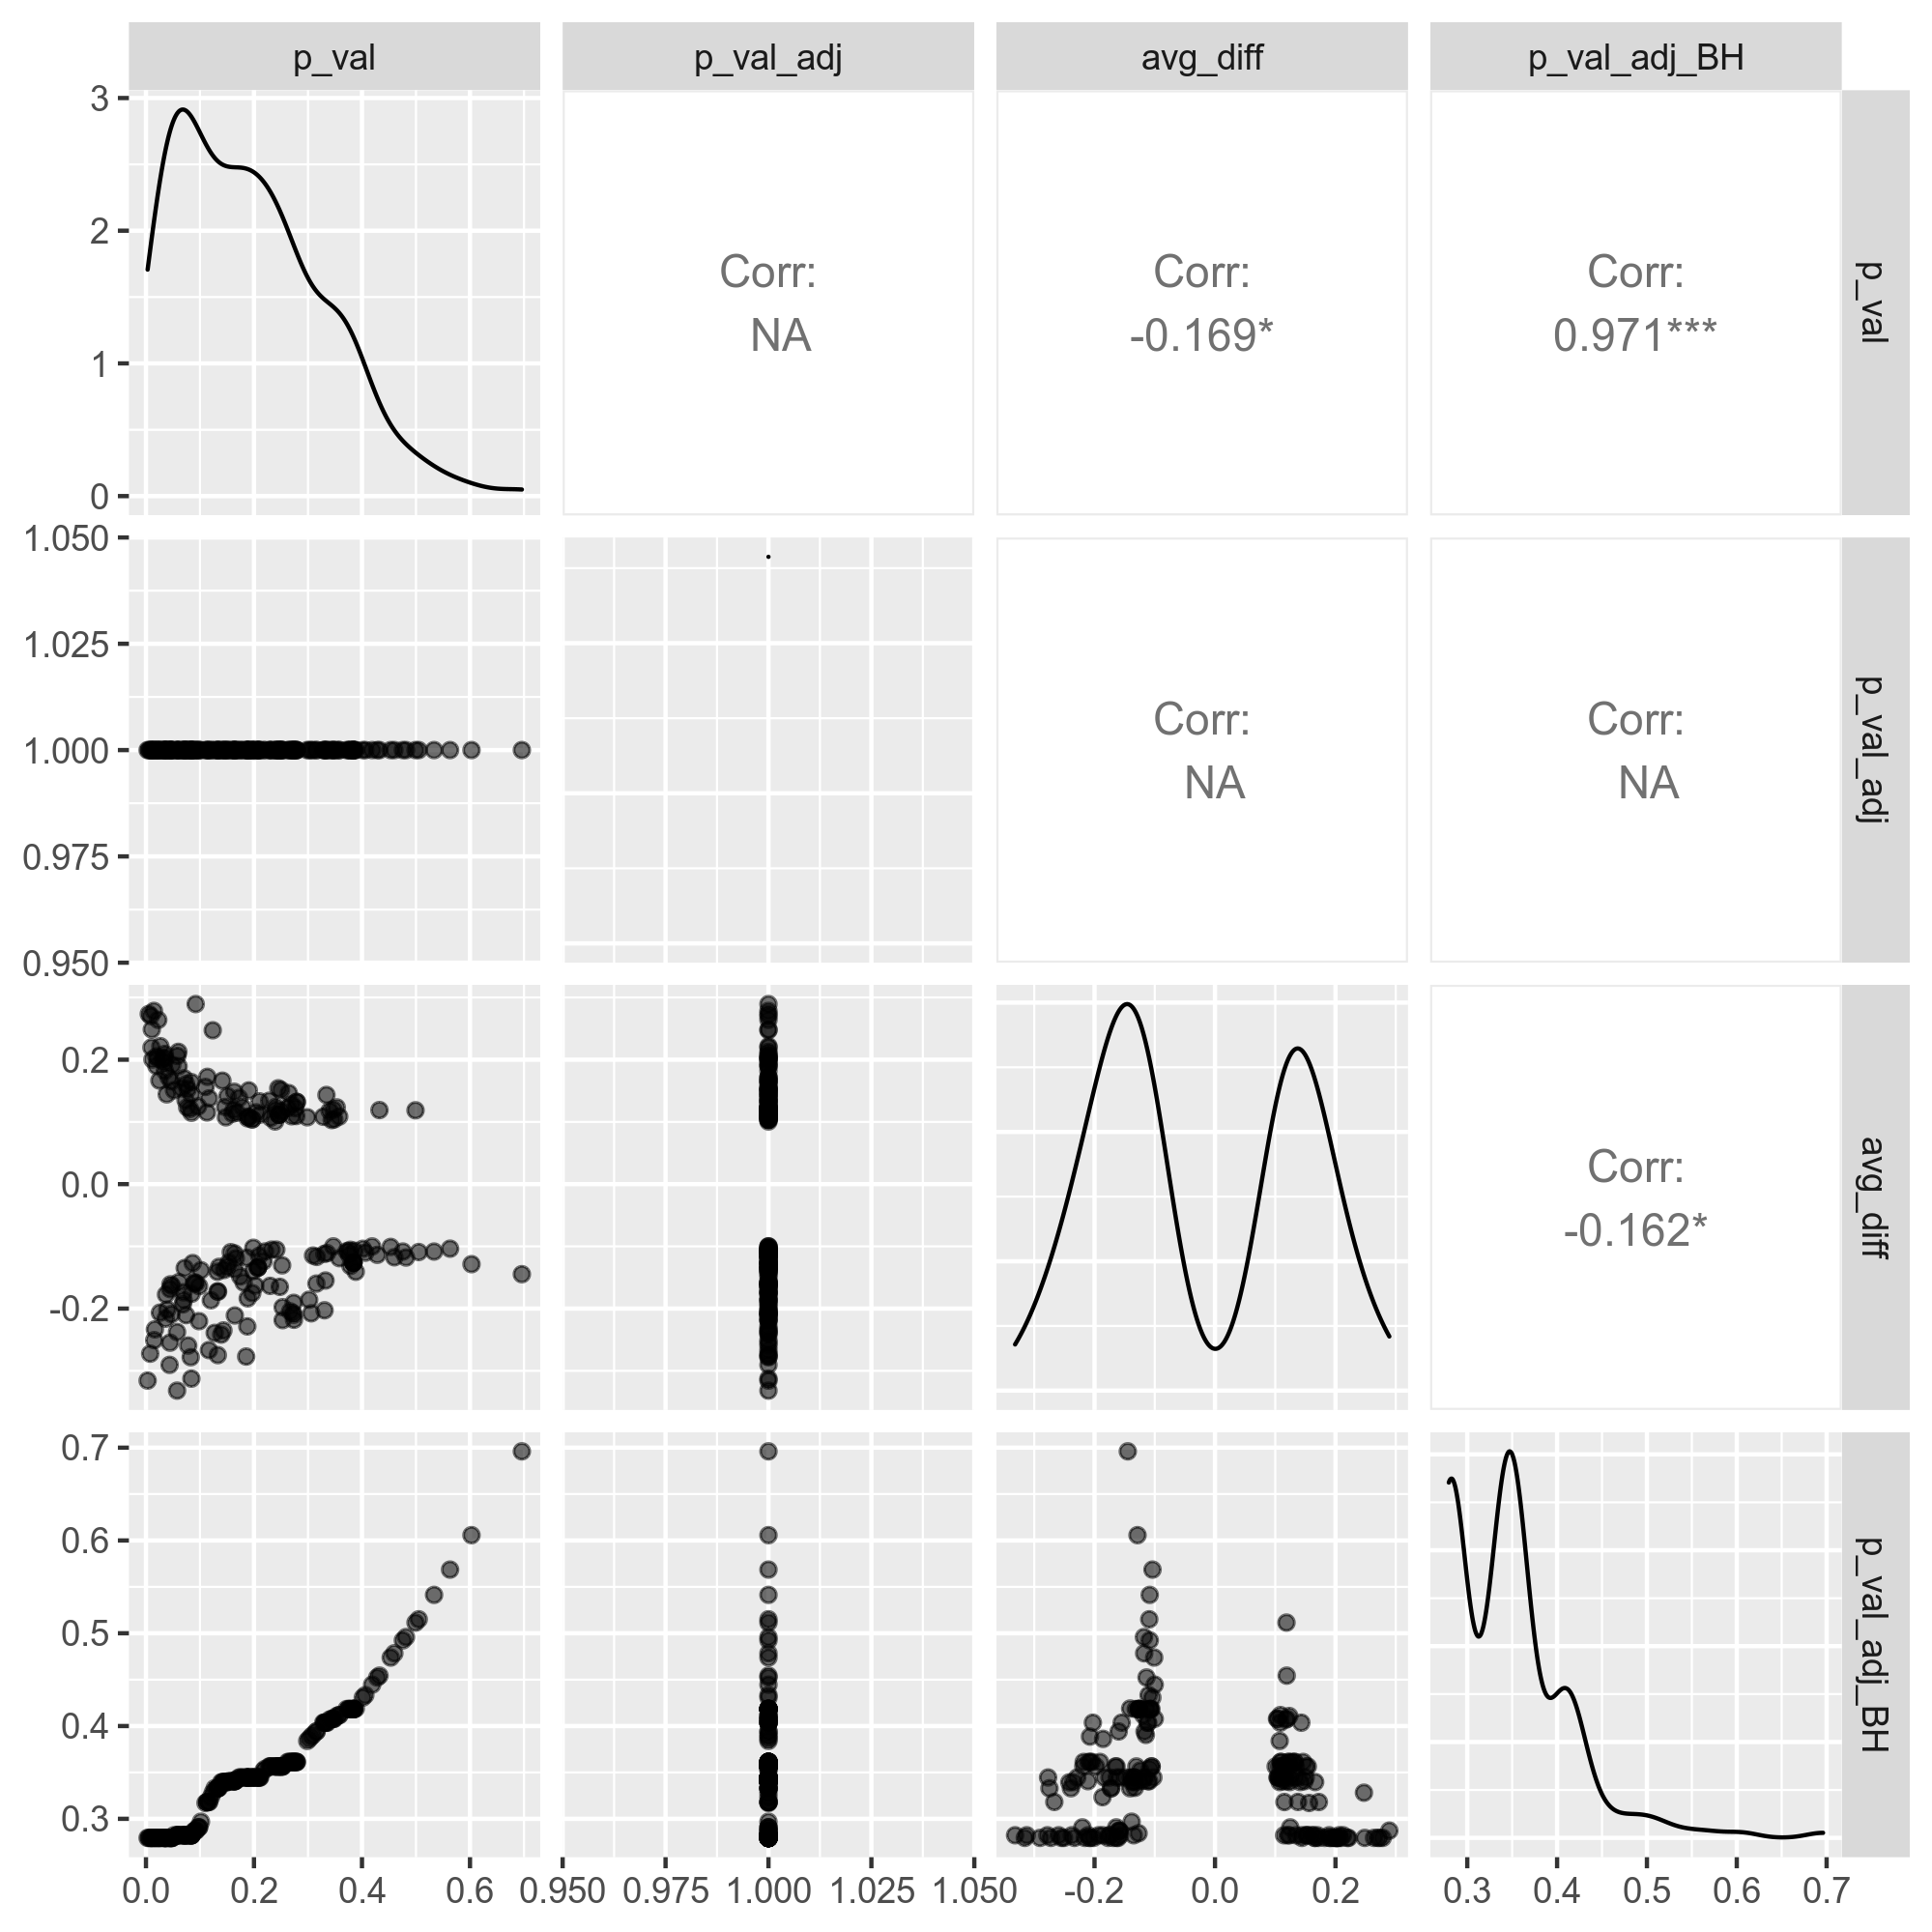 p_val
p_val_adj
avg_diff
p_val_adj_BH
3
2
1
0
Corr:
NA
Corr:
-0.169*
Corr:
0.971***
p_val
1.050
1.025
1.000
0.975
0.950
Corr:
NA
Corr:
NA
p_val_adj
0.2
0.0
-0.2
Corr:
-0.162*
avg_diff
0.7
0.6
0.5
0.4
0.3
p_val_adj_BH
0.0 0.2 0.4 0.6
0.950 0.975 1.000 1.025 1.050
-0.2 0.0 0.2
0.3 0.4 0.5 0.6 0.7